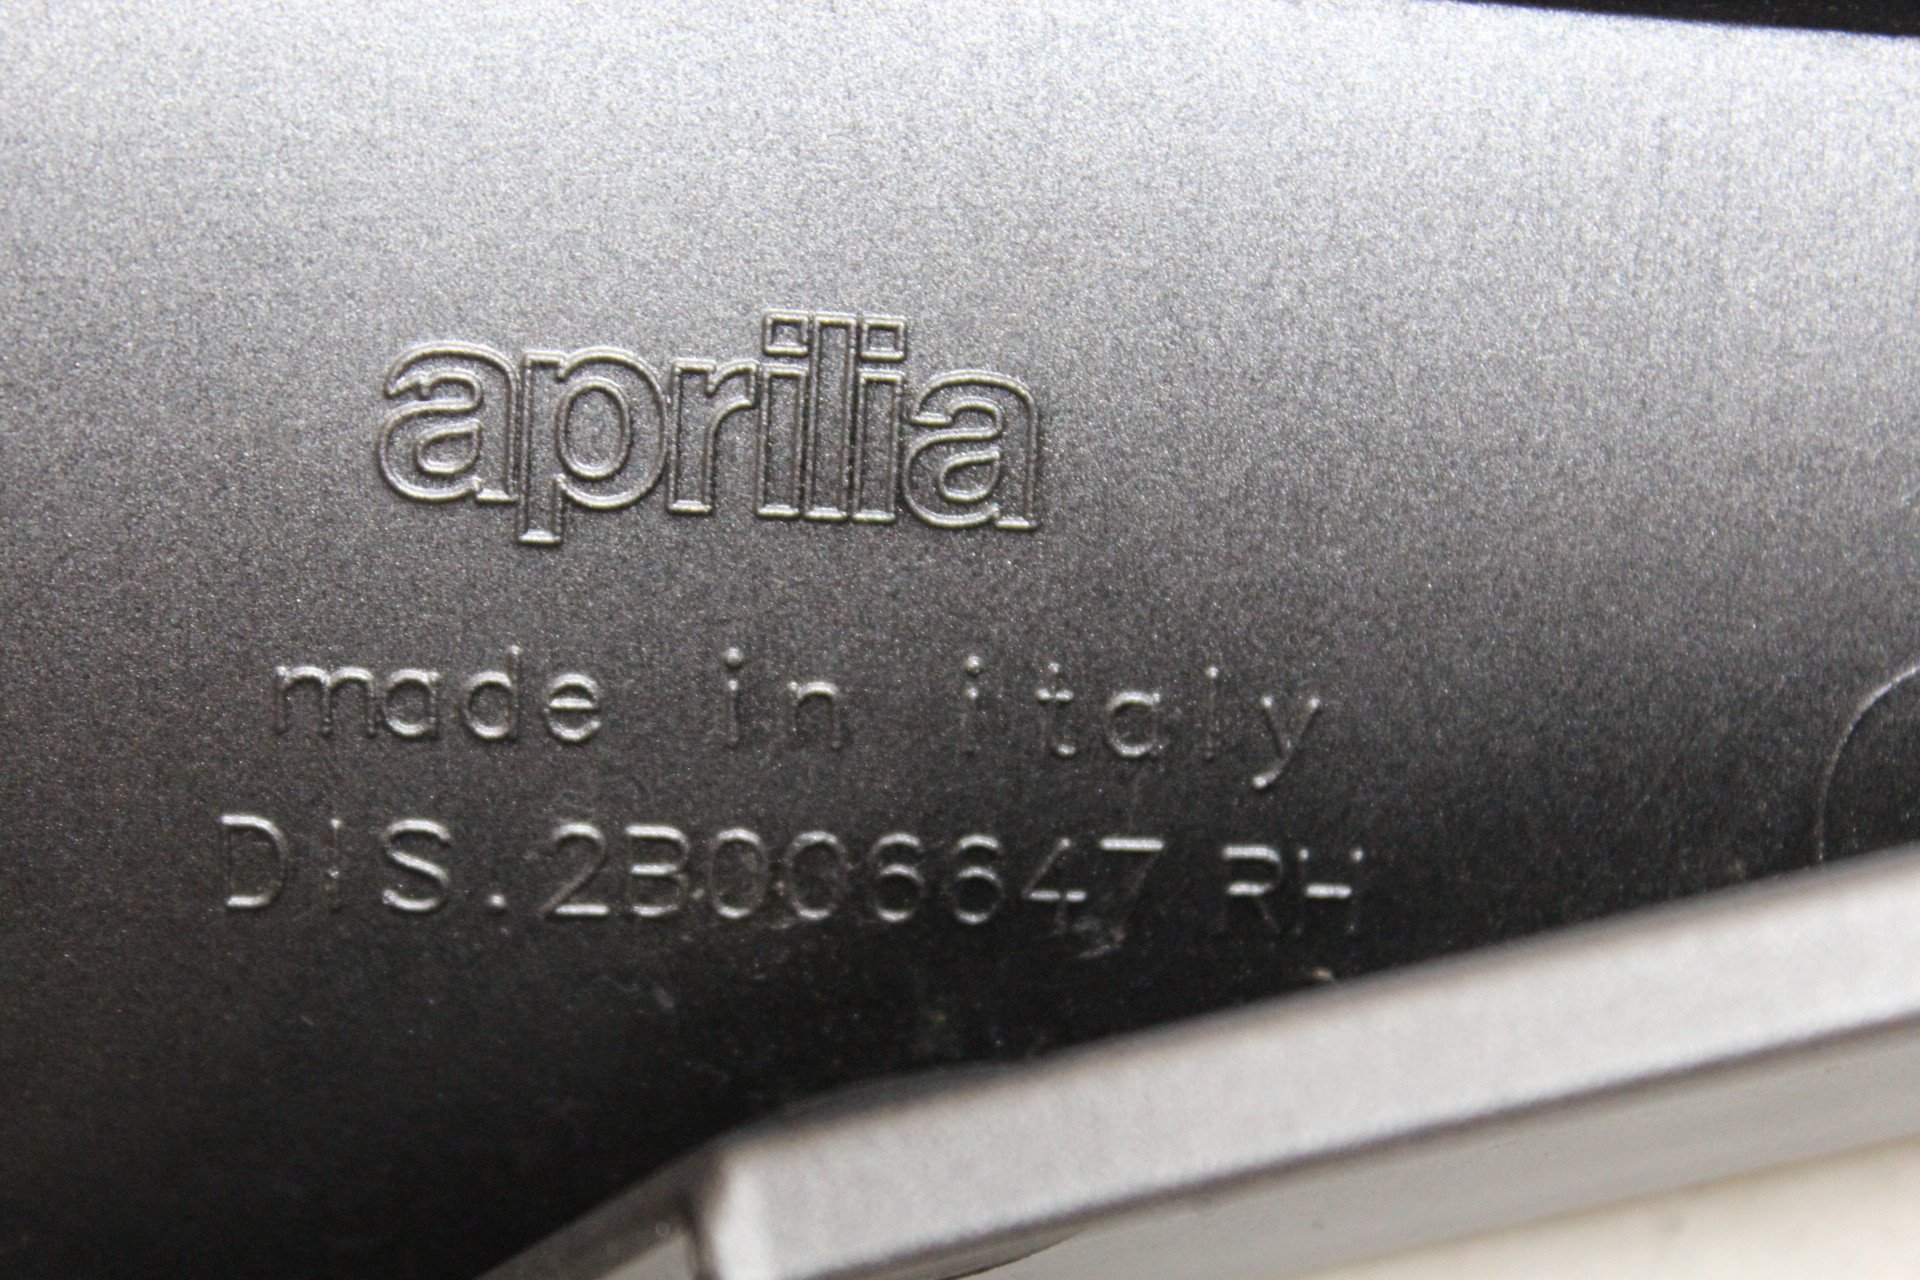 aprilia
made in italy
DIS.2B006647 RH